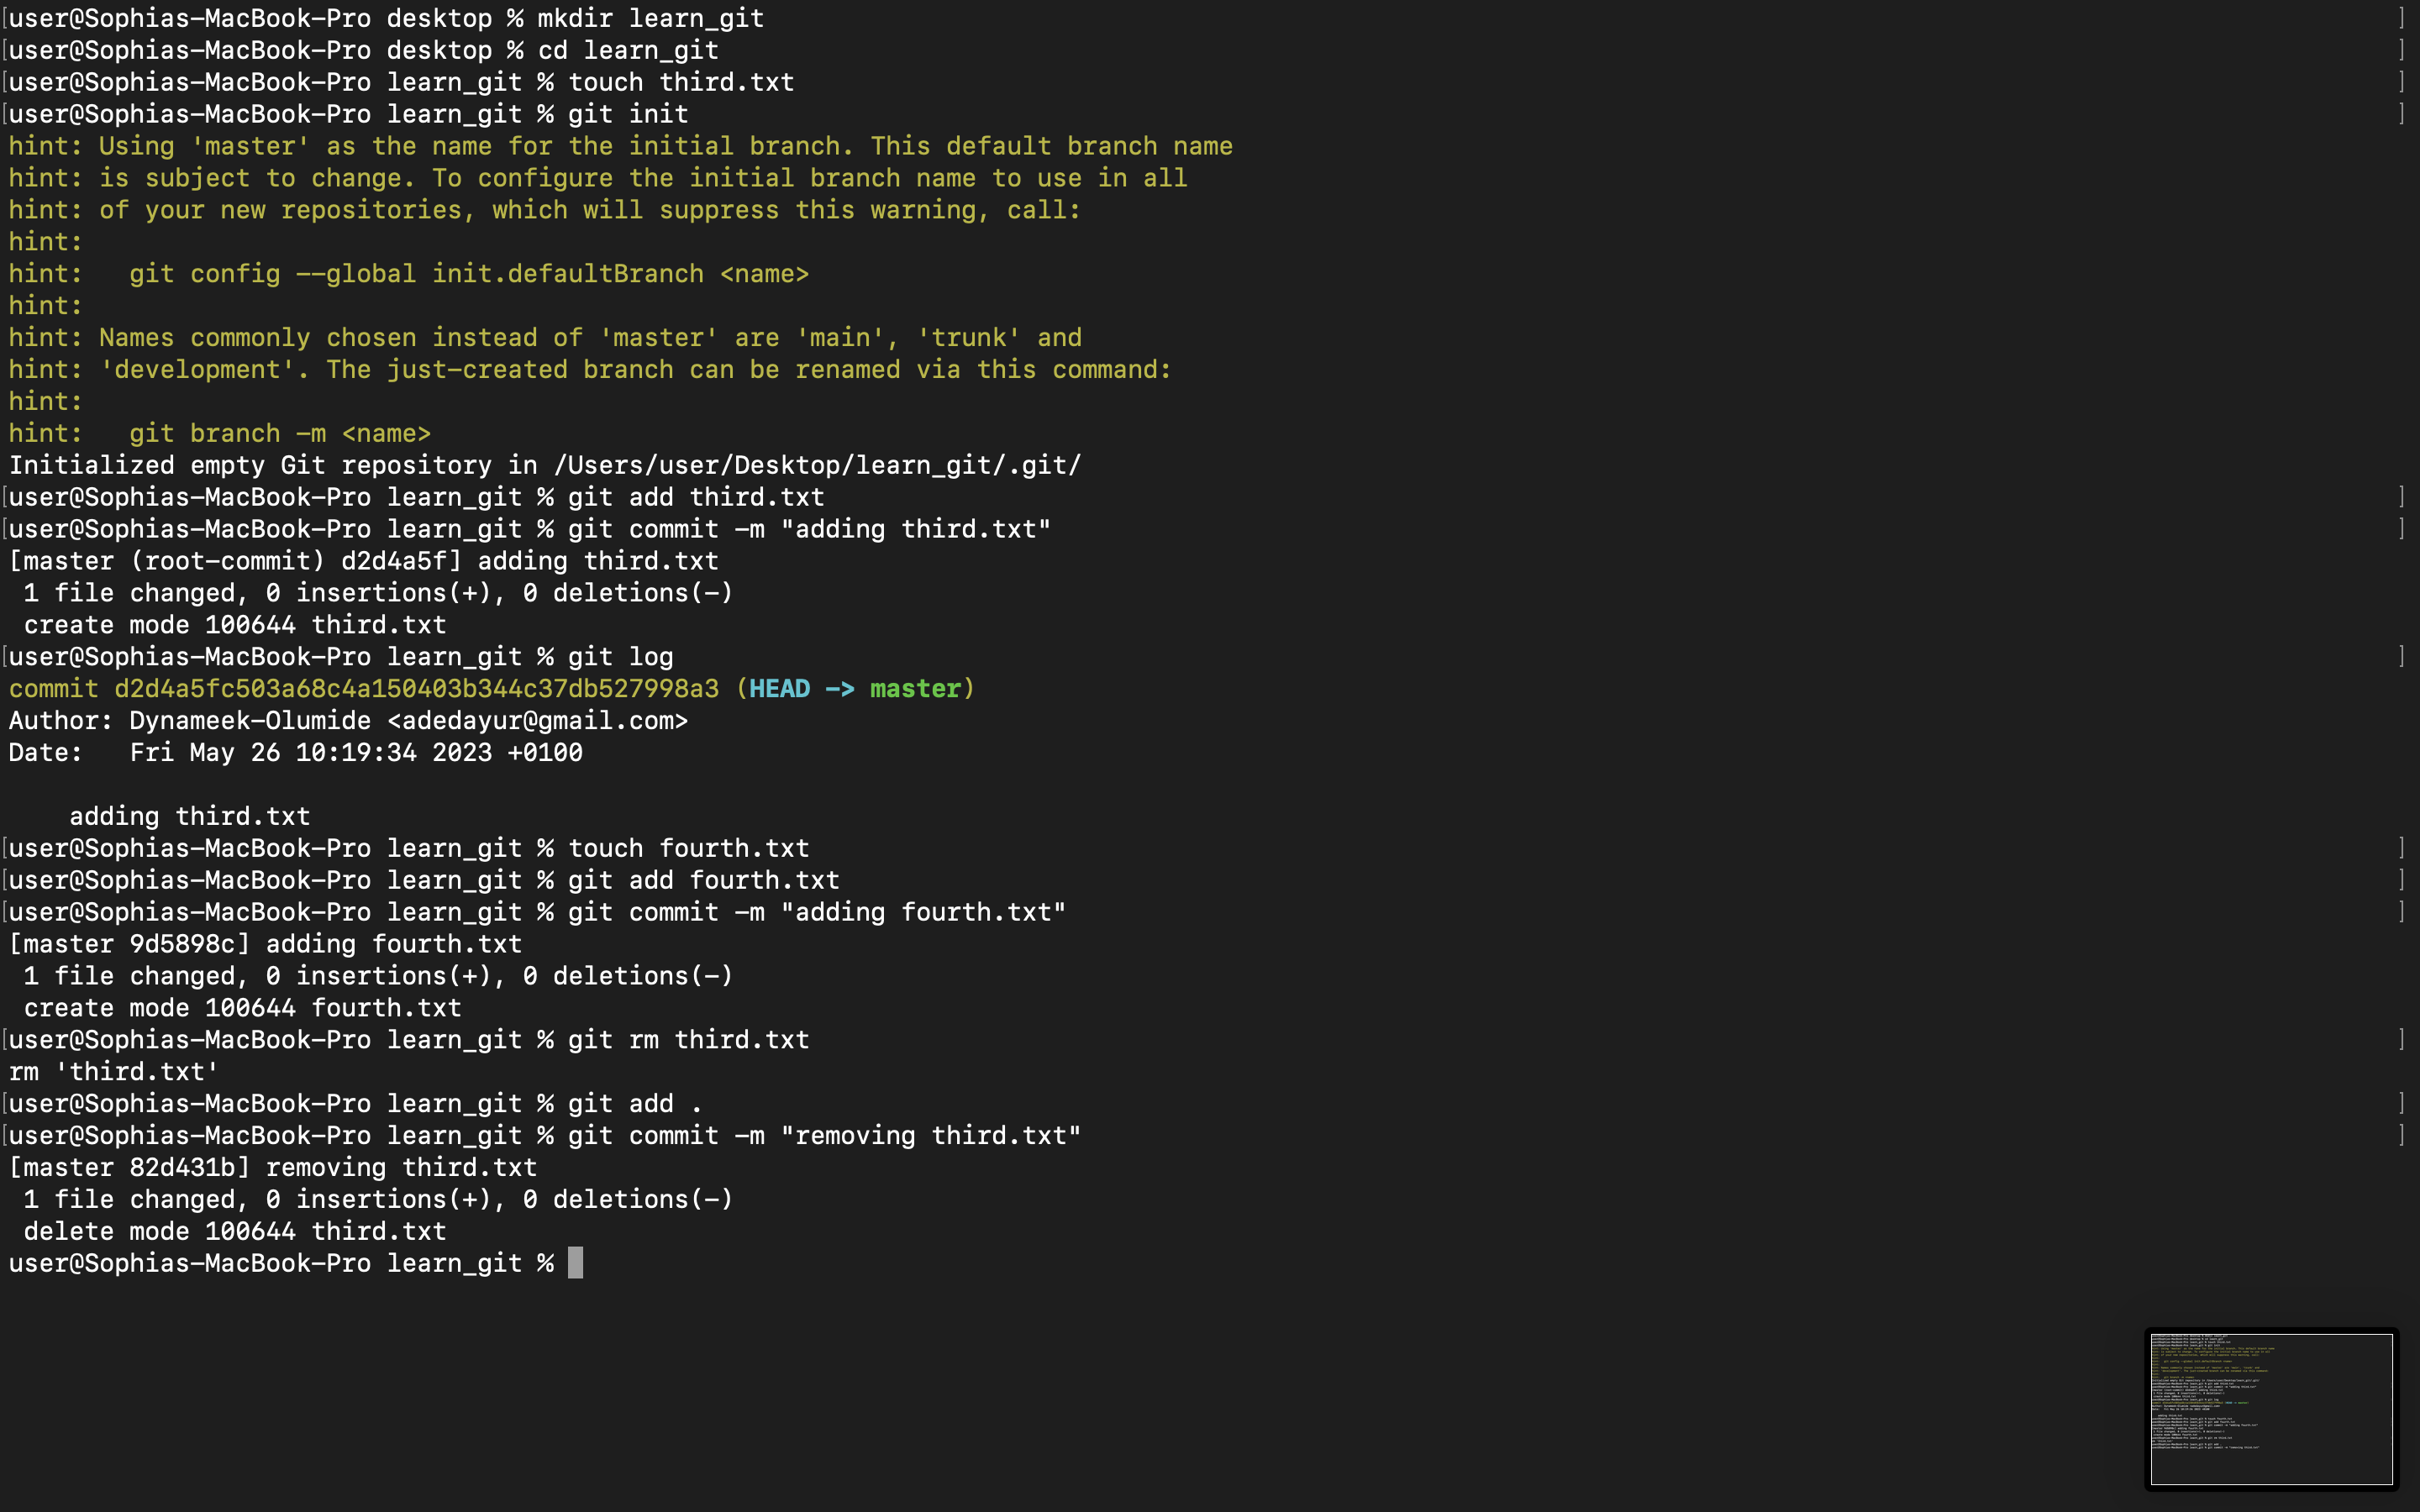 [user@Sophias-MacBook-Pro desktop % mkdir learn_git ]
[user@Sophias-MacBook-Pro desktop % cd learn_git ]
[user@Sophias-MacBook-Pro learn_git % touch third.txt ]
[user@Sophias-MacBook-Pro learn_git % git init ]
hint: Using 'master' as the name for the initial branch. This default branch name
hint: is subject to change. To configure the initial branch name to use in all
hint: of your new repositories, which will suppress this warning, call:
hint:
hint:   git config --global init.defaultBranch <name>
hint:
hint: Names commonly chosen instead of 'master' are 'main', 'trunk' and
hint: 'development'. The just-created branch can be renamed via this command:
hint:
hint:   git branch -m <name>
Initialized empty Git repository in /Users/user/Desktop/learn_git/.git/
[user@Sophias-MacBook-Pro learn_git % git add third.txt ]
[user@Sophias-MacBook-Pro learn_git % git commit -m "adding third.txt" ]
[master (root-commit) d2d4a5f] adding third.txt
 1 file changed, 0 insertions(+), 0 deletions(-)
 create mode 100644 third.txt
[user@Sophias-MacBook-Pro learn_git % git log ]
commit d2d4a5fc503a68c4a150403b344c37db527998a3 (HEAD -> master)
Author: Dynameek-Olumide <adedayur@gmail.com>
Date:   Fri May 26 10:19:34 2023 +0100
    adding third.txt
[user@Sophias-MacBook-Pro learn_git % touch fourth.txt ]
[user@Sophias-MacBook-Pro learn_git % git add fourth.txt ]
[user@Sophias-MacBook-Pro learn_git % git commit -m "adding fourth.txt" ]
[master 9d5898c] adding fourth.txt
 1 file changed, 0 insertions(+), 0 deletions(-)
 create mode 100644 fourth.txt
[user@Sophias-MacBook-Pro learn_git % git rm third.txt ]
rm 'third.txt'
[user@Sophias-MacBook-Pro learn_git % git add . ]
[user@Sophias-MacBook-Pro learn_git % git commit -m "removing third.txt" ]
[master 82d431b] removing third.txt
 1 file changed, 0 insertions(+), 0 deletions(-)
 delete mode 100644 third.txt
user@Sophias-MacBook-Pro learn_git %